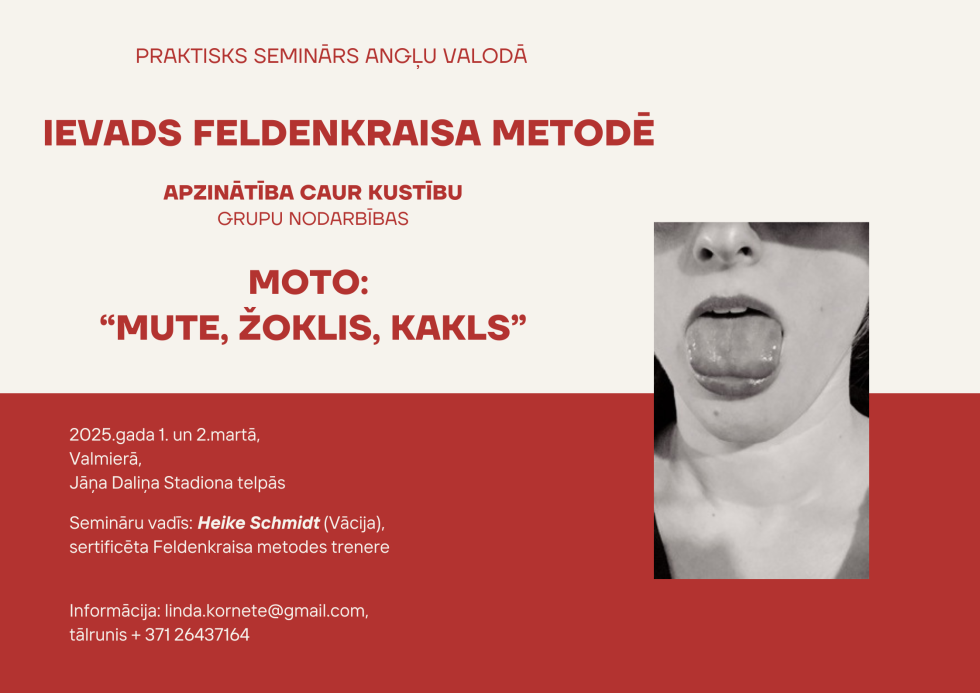 PRAKTISKS SEMINĀRS ANGĻU VALODĀ
IEVADS FELDENKRAISA METODĒ
APZINĀTĪBA CAUR KUSTĪBU
GRUPU NODARBĪBAS
MOTO:
“MUTE, ŽOKLIS, KAKLS”
2025.gada 1. un 2.martā,
Valmierā,
Jāņa Daliņa Stadiona telpās
Semināru vadīs: Heike Schmidt (Vācija),
sertificēta Feldenkraisa metodes trenere
Informācija: linda.kornete@gmail.com,
tālrunis + 371 26437164